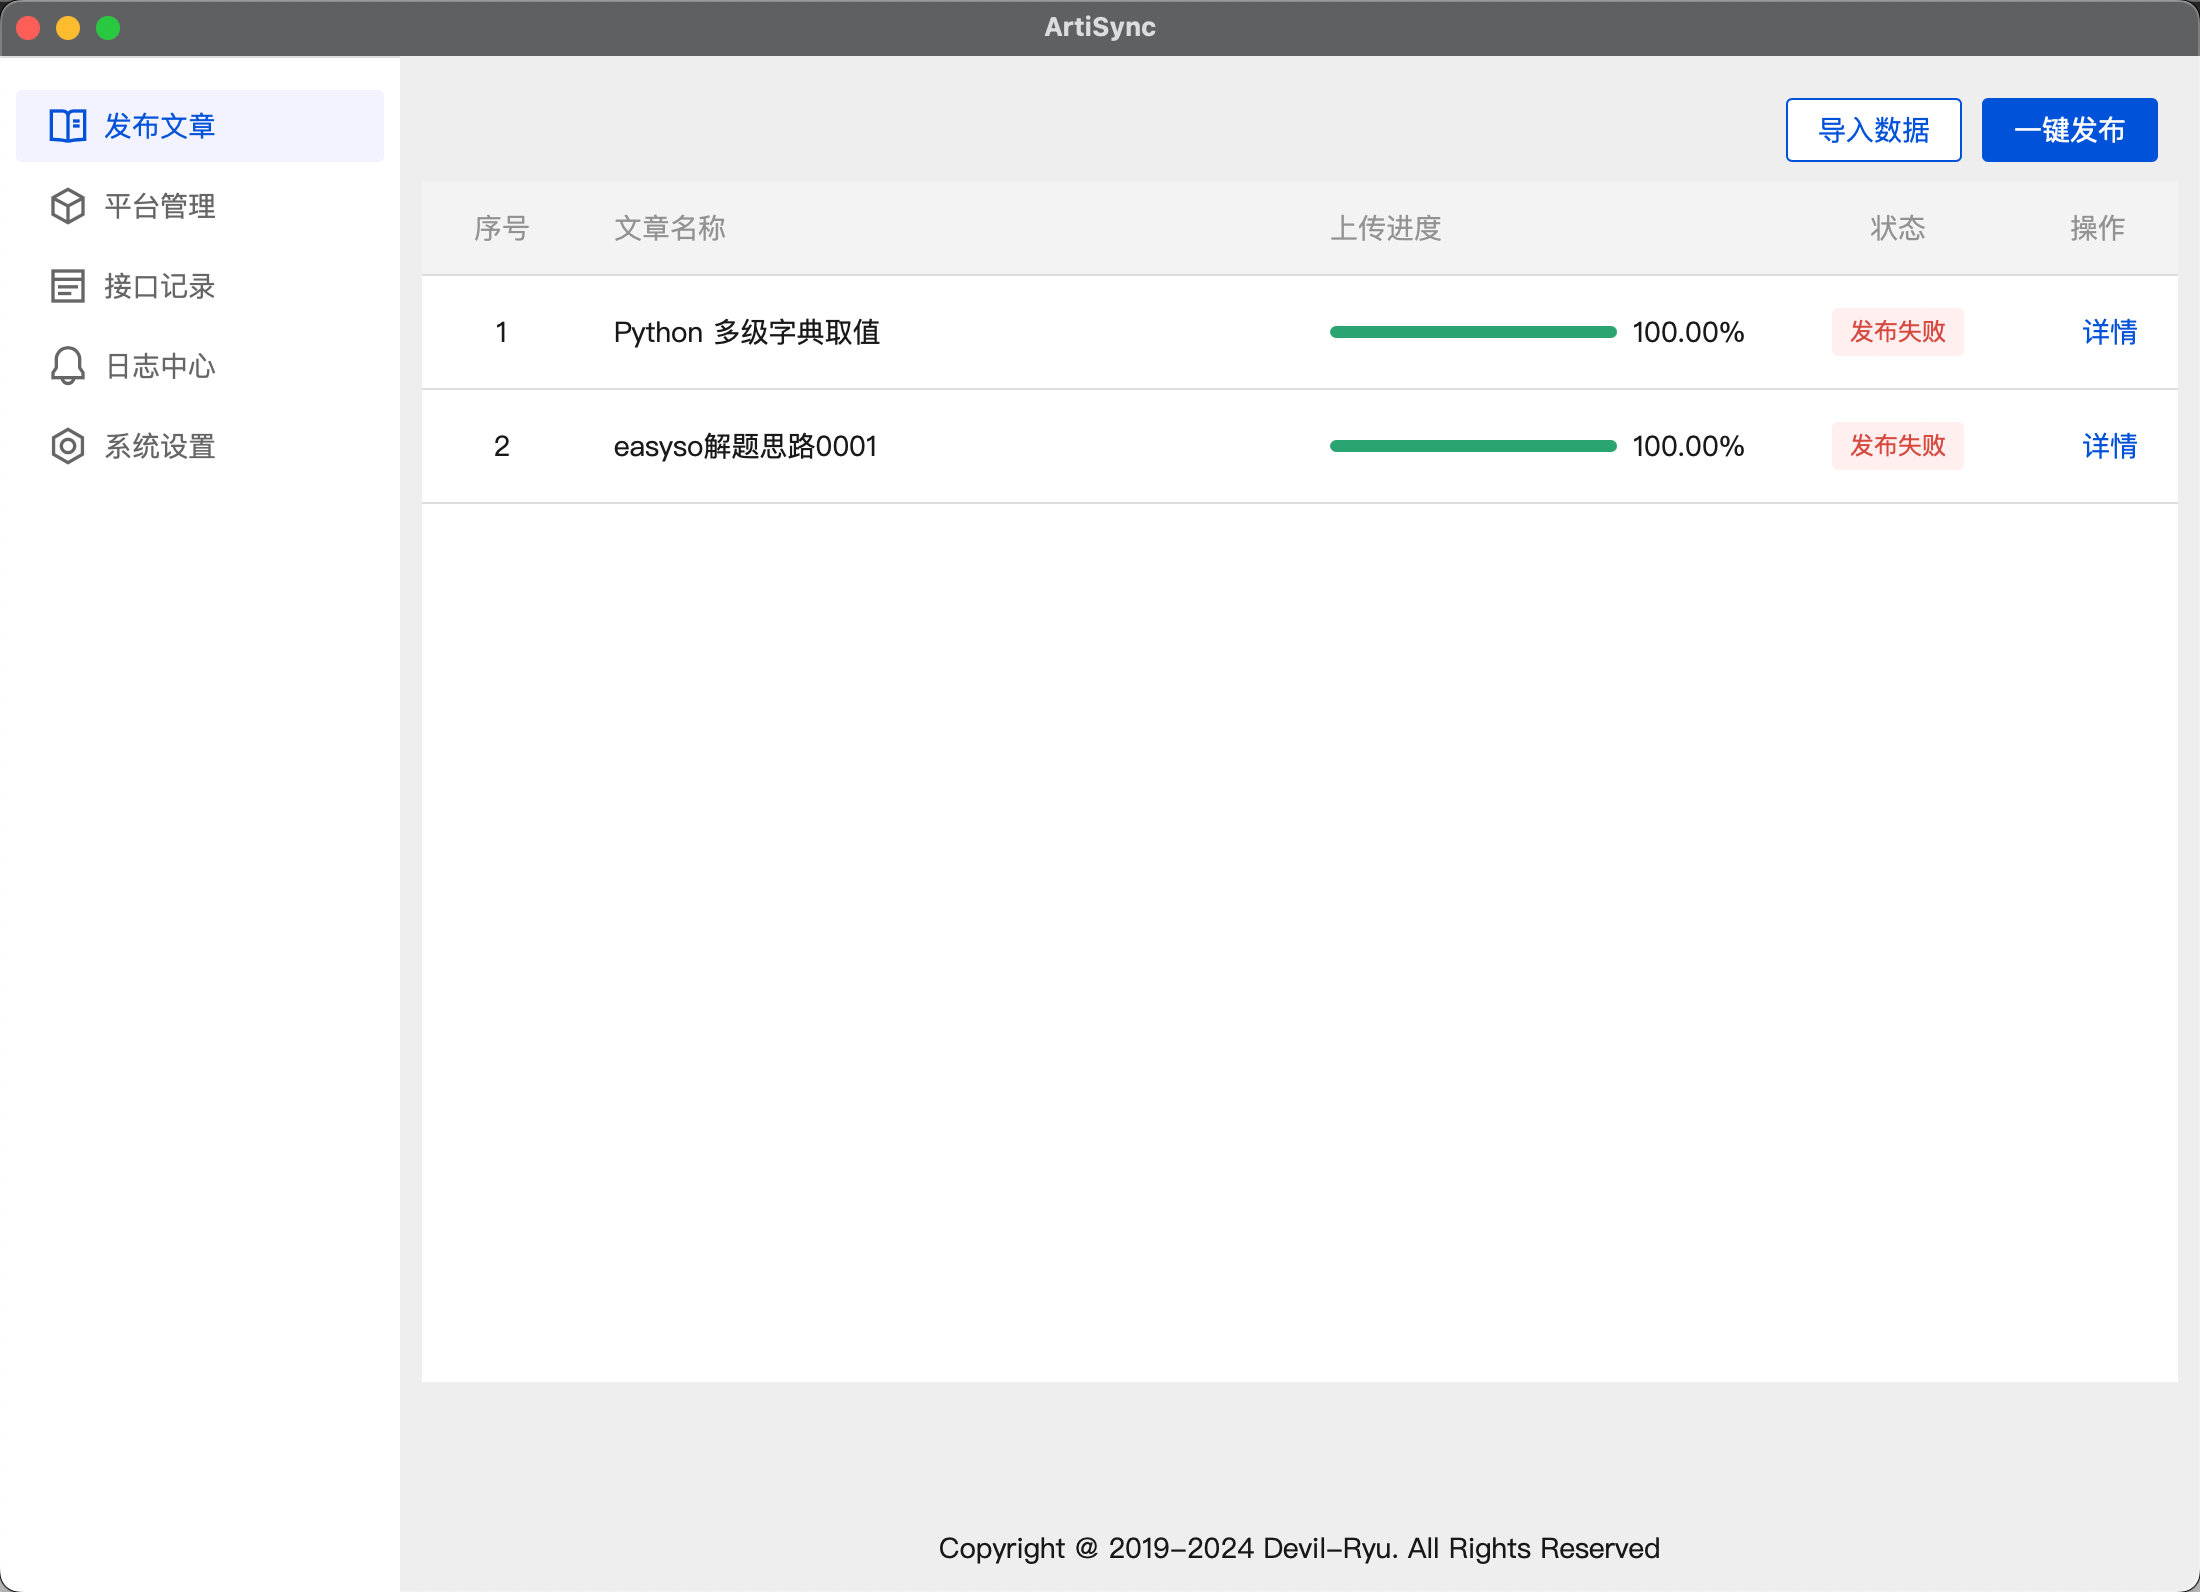 ArtiSync
发布文章
平台管理
接口记录
日志中心
系统设置
导入数据 一键发布
序号 文章名称 上传进度 状态 操作
1 Python 多级字典取值 100.00% 发布失败 详情
2 easyso解题思路0001 100.00% 发布失败 详情
Copyright @ 2019-2024 Devil-Ryu. All Rights Reserved